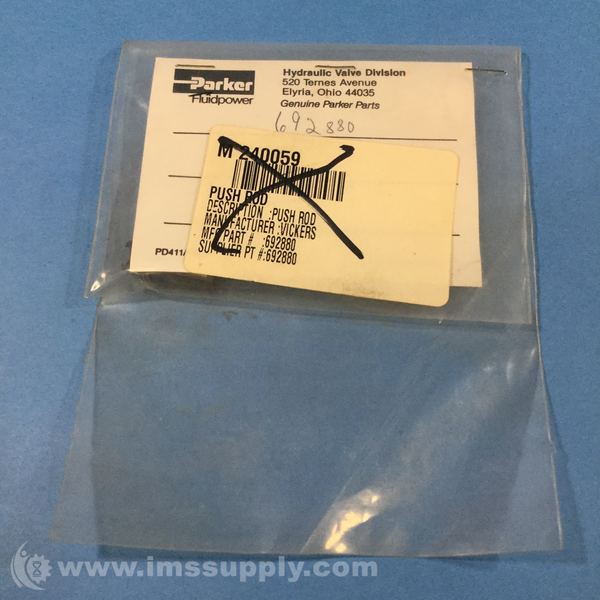 Parker
Fluidpower
Hydraulic Valve Division
520 Ternes Avenue
Elyria, Ohio 44035
Genuine Parker Parts
692880
M 240059
PUSH ROD
DESCRIPTION :PUSH ROD
MANUFACTURER :VICKERS
MFG PART # :692880
SUPPLIER PT #:692880
PD411/
www.imssupply.com